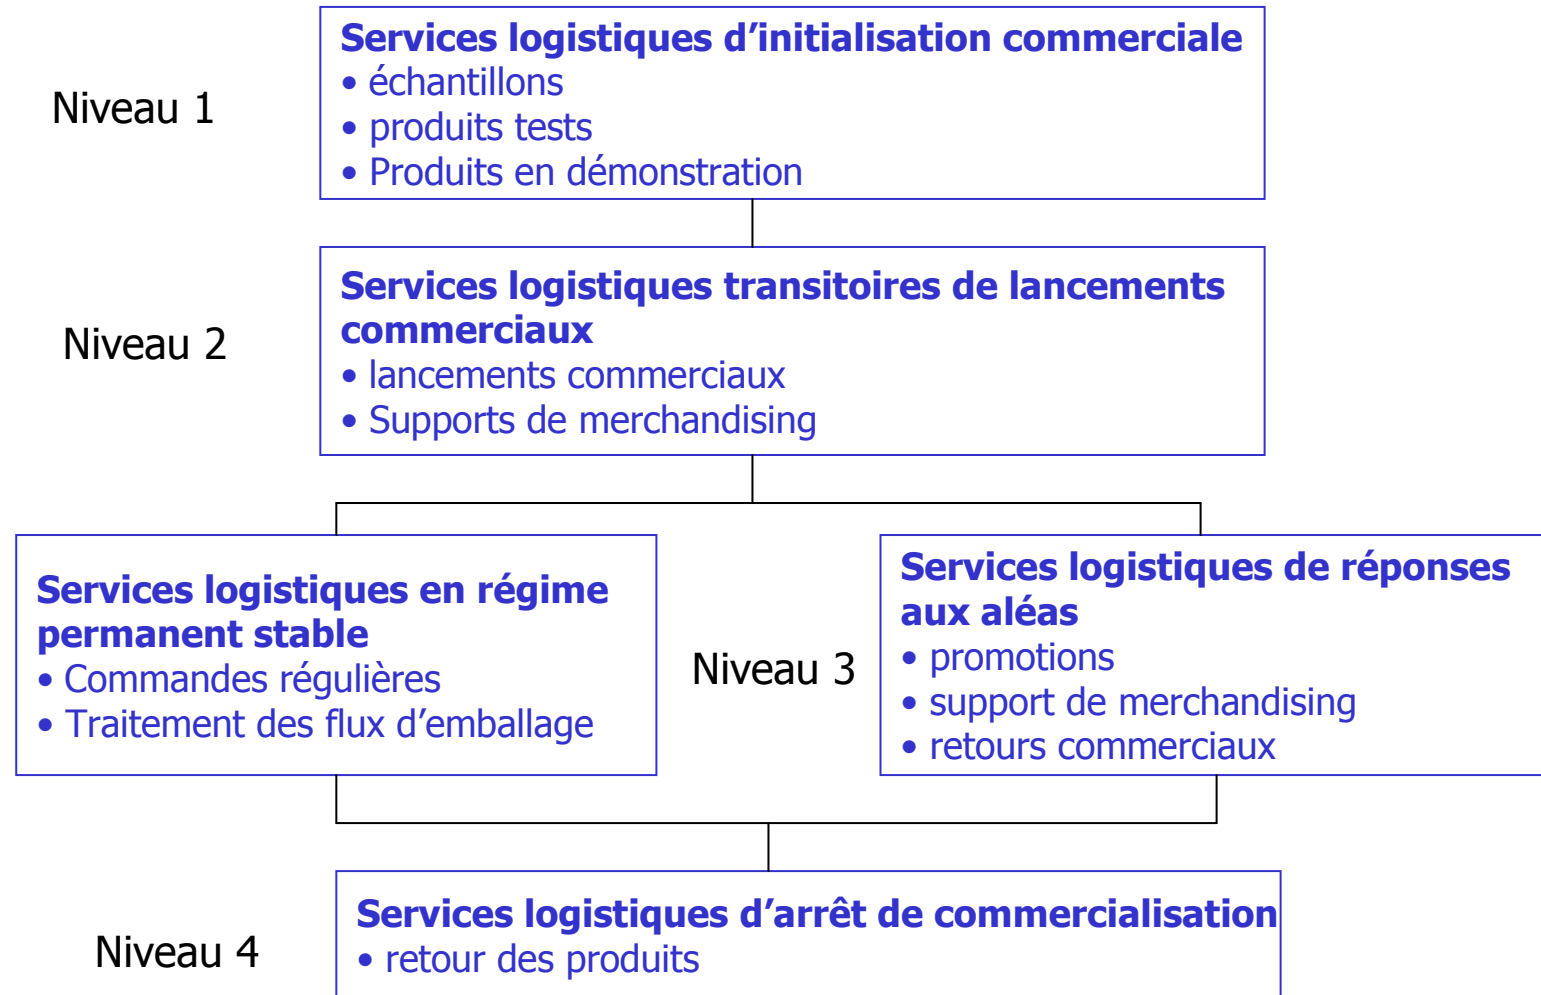 Niveau 1
Services logistiques d’initialisation commerciale
• échantillons
• produits tests
• Produits en démonstration
Niveau 2
Services logistiques transitoires de lancements
commerciaux
• lancements commerciaux
• Supports de merchandising
Services logistiques en régime
permanent stable
• Commandes régulières
• Traitement des flux d’emballage
Niveau 3
Services logistiques de réponses
aux aléas
• promotions
• support de merchandising
• retours commerciaux
Niveau 4
Services logistiques d’arrêt de commercialisation
• retour des produits